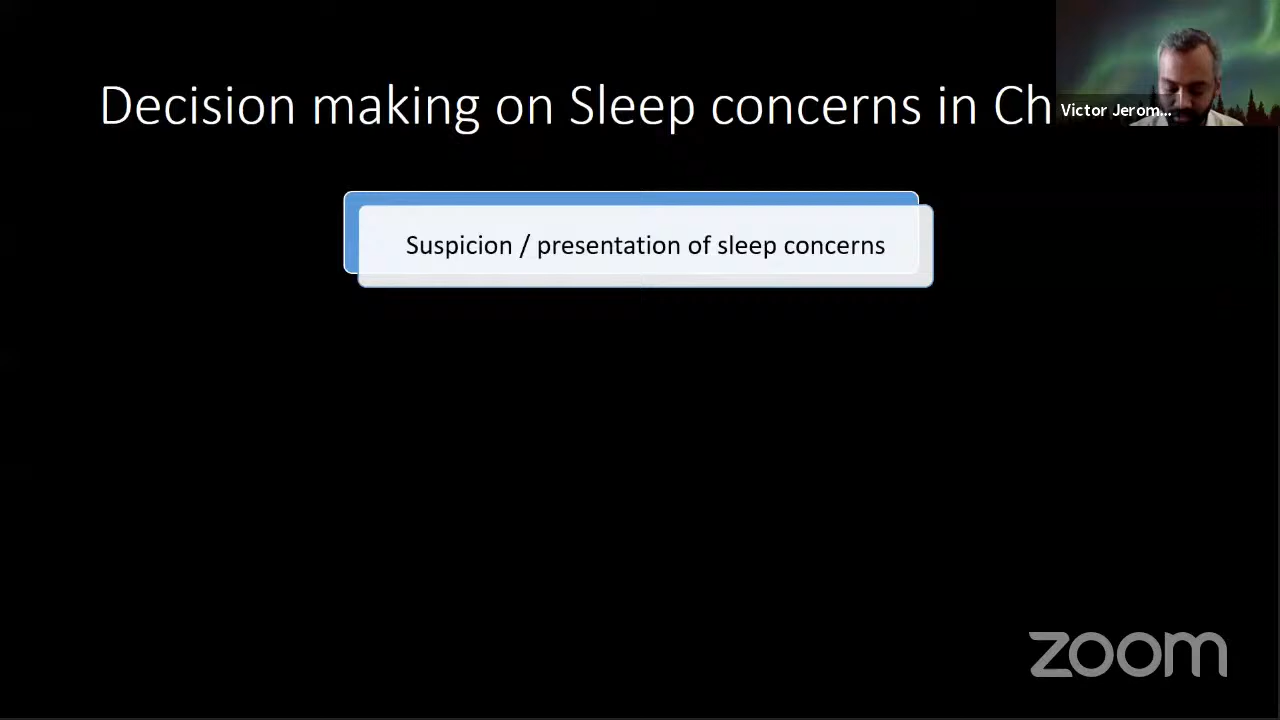 Decision making on Sleep concerns in Ch
Victor Jerom...
Suspicion / presentation of sleep concerns
zoom